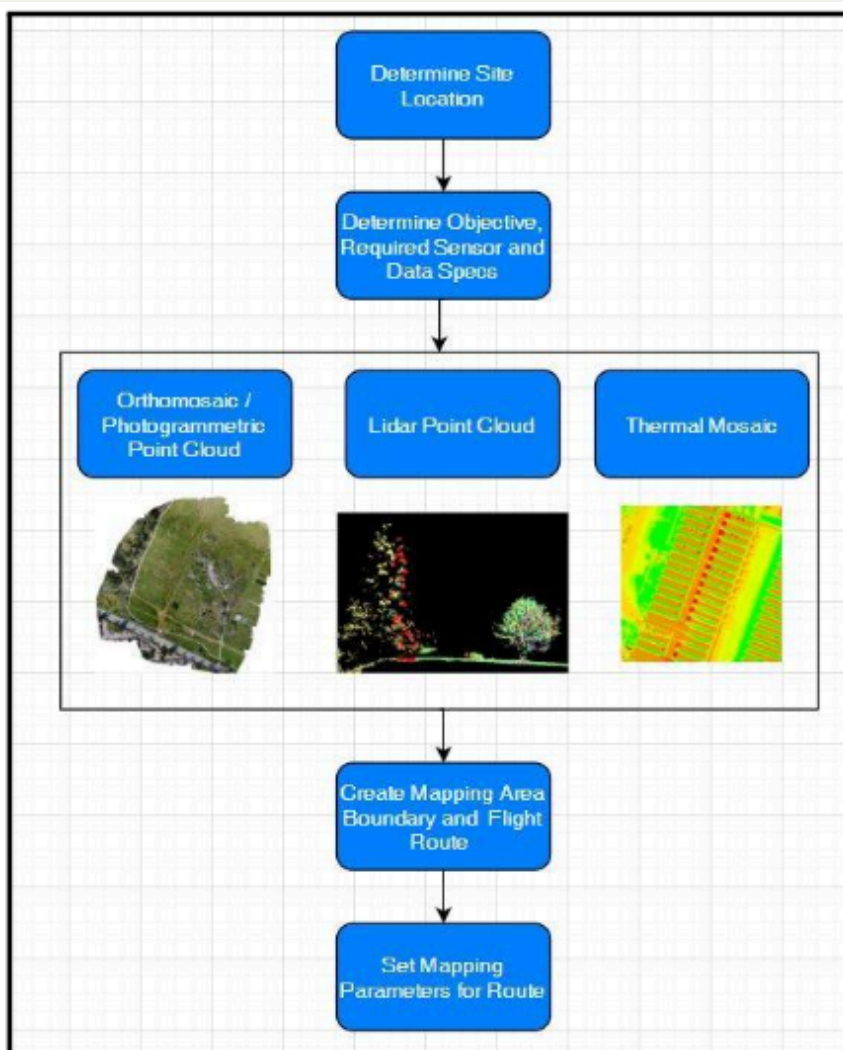 Determine Site
Location
Determine Objective,
Required Sensor and
Data Specs
Orthomosaic /
Photogrammetric
Point Cloud
Lidar Point Cloud
Thermal Mosaic
Create Mapping Area
Boundary and Flight
Route
Set Mapping
Parameters for Route